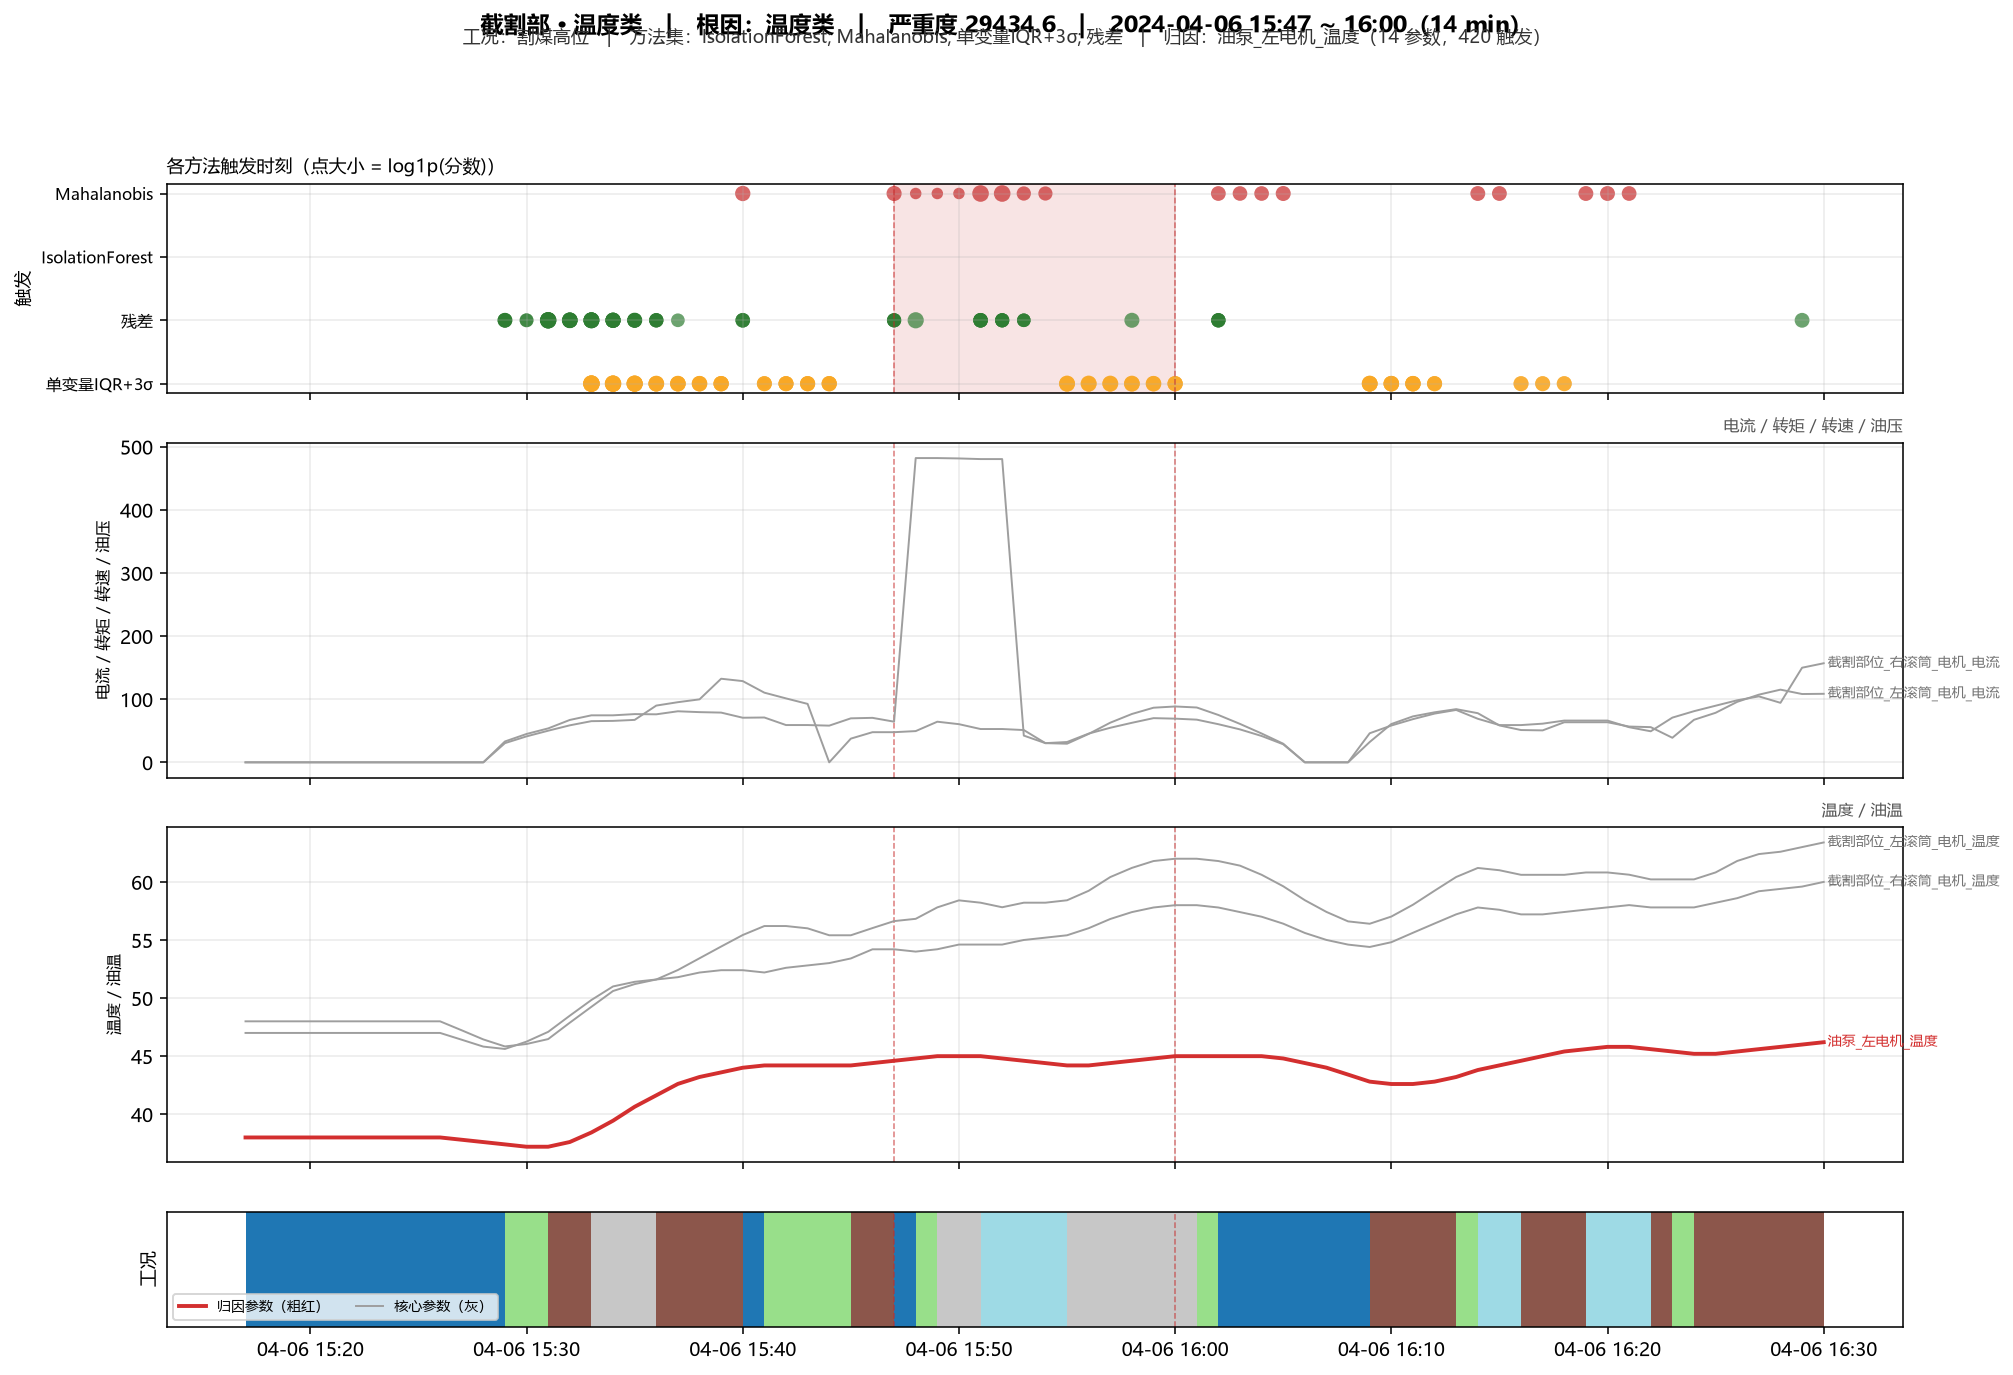 截割部·温度类 | 根因：温度类 | 严重度 29434.6 | 2024-04-06 15:47 ~ 16:00（14 min）
工况：割煤高位 | 方法集：IsolationForest, Mahalanobis, 单变量IQR+3σ, 残差 | 归因：油泵_左电机_温度（14 参数，420 触发）
各方法触发时刻（点大小 = log1p(分数)）
触发
Mahalanobis
IsolationForest
残差
单变量IQR+3σ
电流 / 转矩 / 转速 / 油压
电流 / 转矩 / 转速 / 油压
500
400
300
200
100
0
截割部位_右滚筒_电机_电流
截割部位_左滚筒_电机_电流
温度 / 油温
温度 / 油温
60
55
50
45
40
截割部位_左滚筒_电机_温度
截割部位_右滚筒_电机_温度
油泵_左电机_温度
工况
归因参数（粗红）
核心参数（灰）
04-06 15:20
04-06 15:30
04-06 15:40
04-06 15:50
04-06 16:00
04-06 16:10
04-06 16:20
04-06 16:30